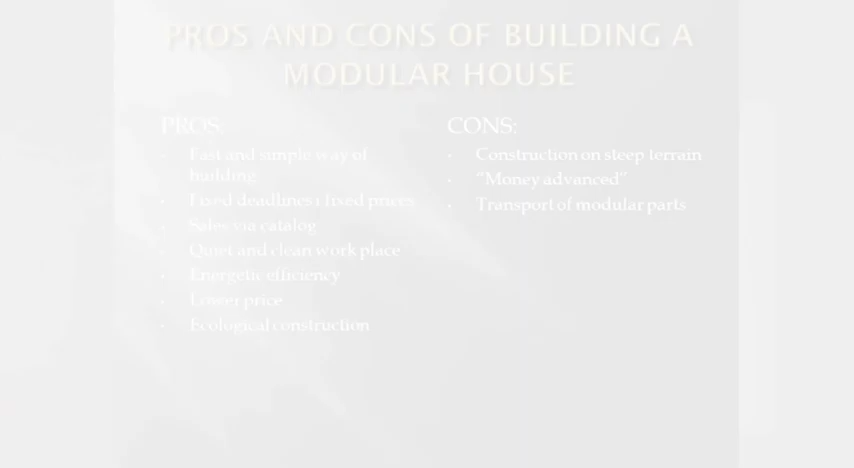 PROS AND CONS OF BUILDING A
MODULAR HOUSE
PROS:
Fast and simple way of
building
Fixed deadlines i fixed prices
Sales via catalog
Quiet and clean work place
Energetic efficiency
Lower price
Ecological construction
CONS:
Construction on steep terrain
“Money advanced”
Transport of modular parts